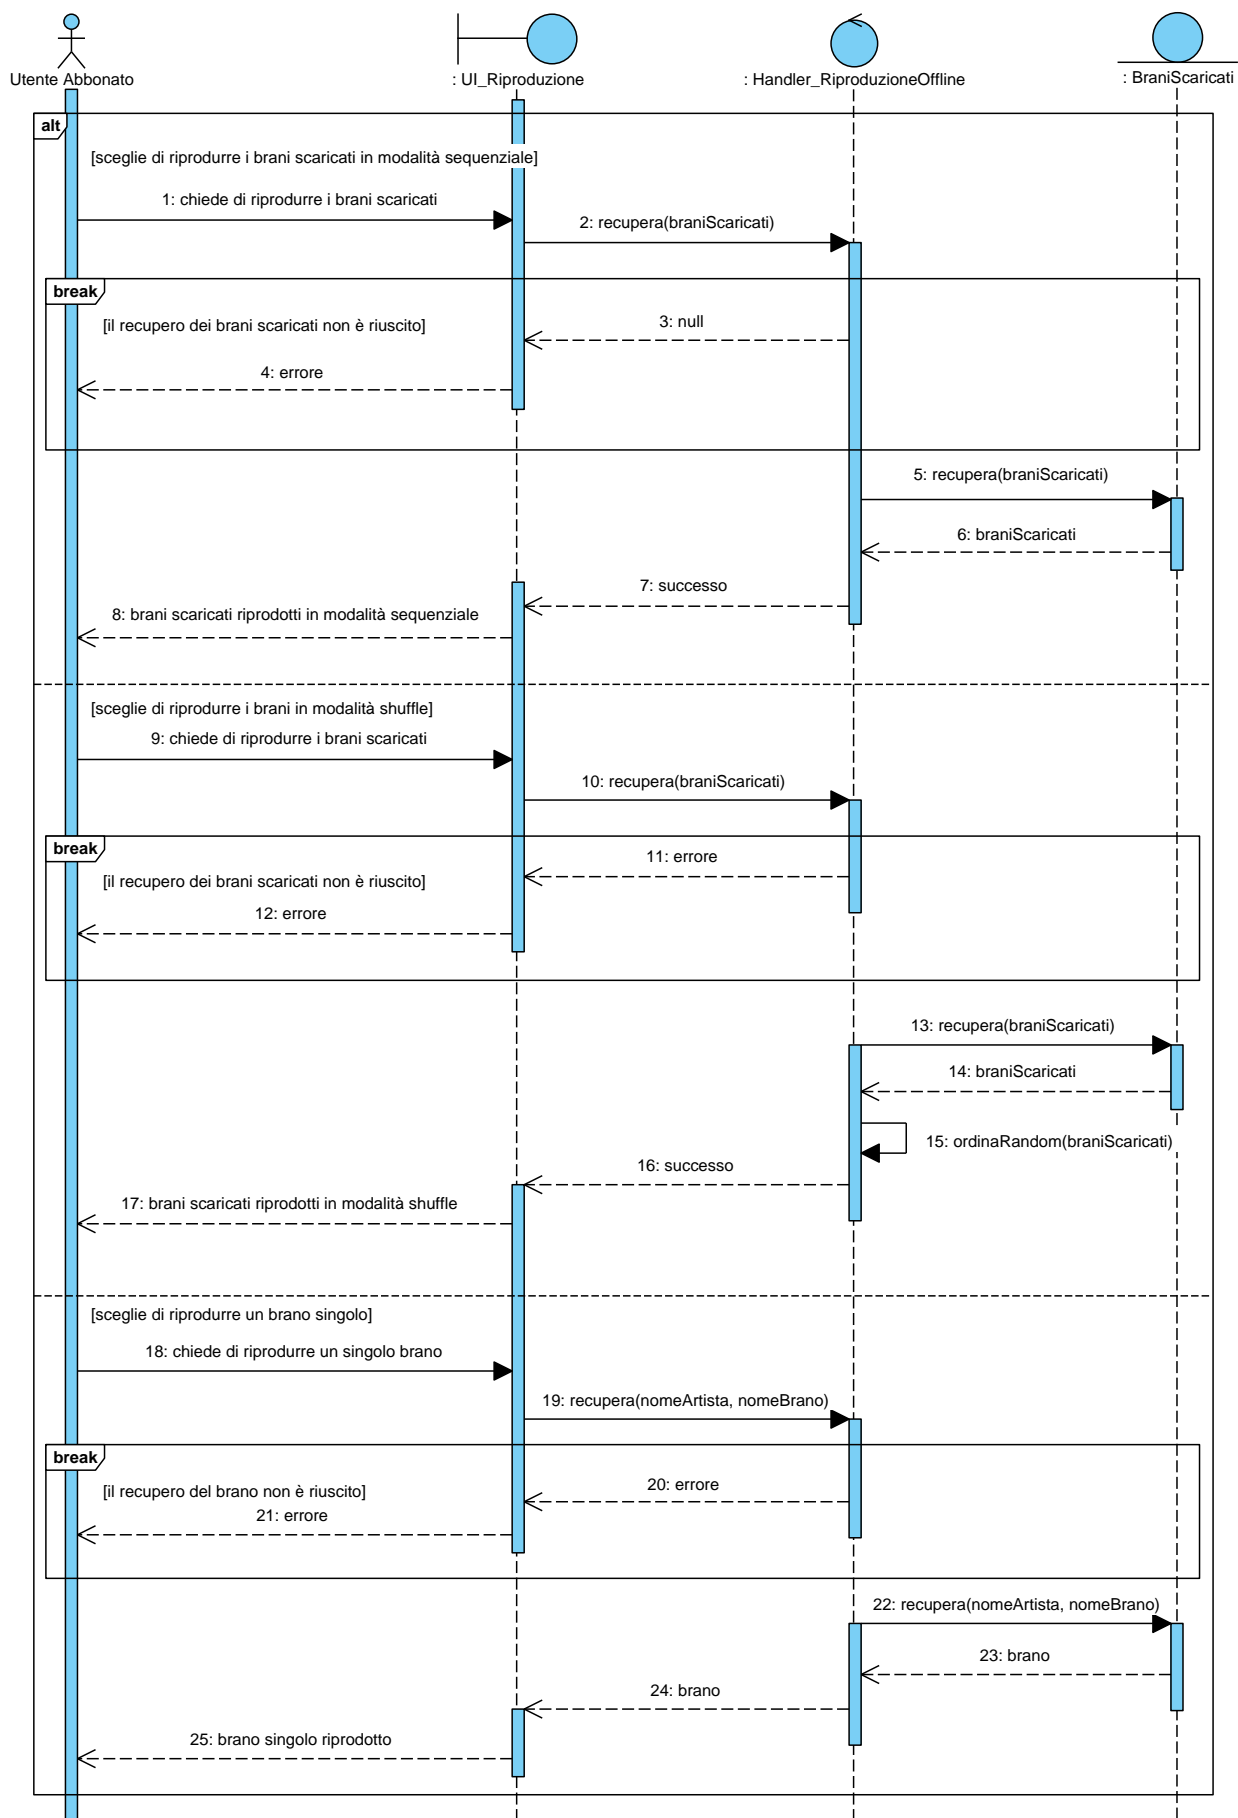 Utente Abbonato
: UI_Riproduzione
: Handler_RiproduzioneOffline
: BraniScaricati
alt
[sceglie di riprodurre i brani scaricati in modalità sequenziale]
1: chiede di riprodurre i brani scaricati
2: recupera(braniScaricati)
break
[il recupero dei brani scaricati non è riuscito]
3: null
4: errore
5: recupera(braniScaricati)
6: braniScaricati
7: successo
8: brani scaricati riprodotti in modalità sequenziale
[sceglie di riprodurre i brani in modalità shuffle]
9: chiede di riprodurre i brani scaricati
10: recupera(braniScaricati)
break
11: errore
[il recupero dei brani scaricati non è riuscito]
12: errore
13: recupera(braniScaricati)
14: braniScaricati
15: ordinaRandom(braniScaricati)
16: successo
17: brani scaricati riprodotti in modalità shuffle
[sceglie di riprodurre un brano singolo]
18: chiede di riprodurre un singolo brano
19: recupera(nomeArtista, nomeBrano)
break
[il recupero del brano non è riuscito]
20: errore
21: errore
22: recupera(nomeArtista, nomeBrano)
23: brano
24: brano
25: brano singolo riprodotto